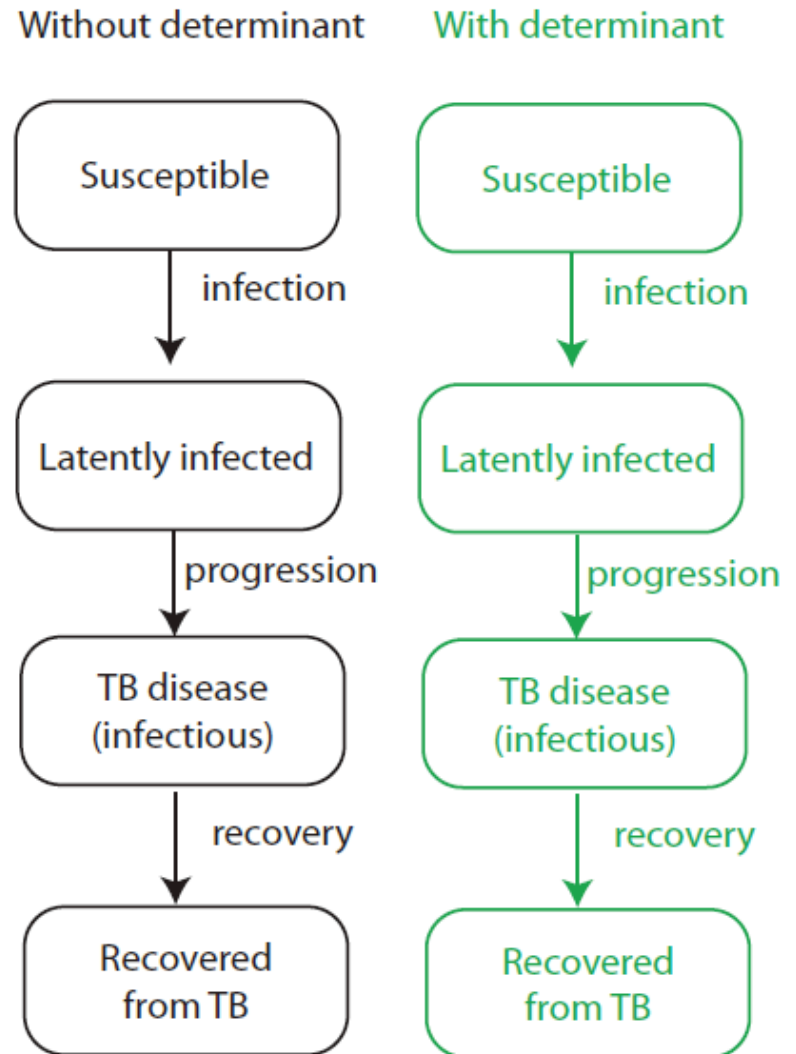 Without determinant
With determinant
Susceptible
Susceptible
infection
infection
Latently infected
Latently infected
progression
progression
TB disease
(infectious)
TB disease
(infectious)
recovery
recovery
Recovered
from TB
Recovered
from TB